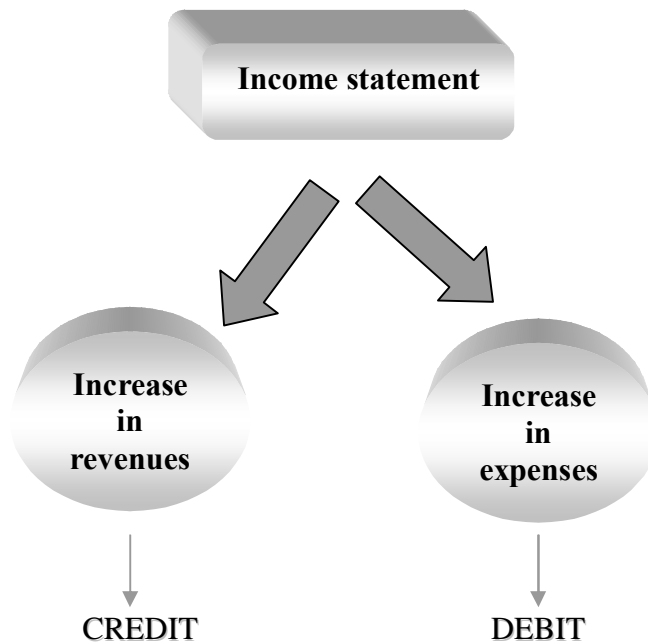 Income statement
Increase
in
revenues
Increase
in
expenses
CREDIT
DEBIT